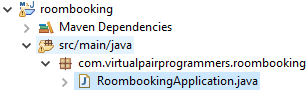 roombooking
Maven Dependencies
src/main/java
com.virtualpairprogrammers.roombooking
RoombookingApplication.java